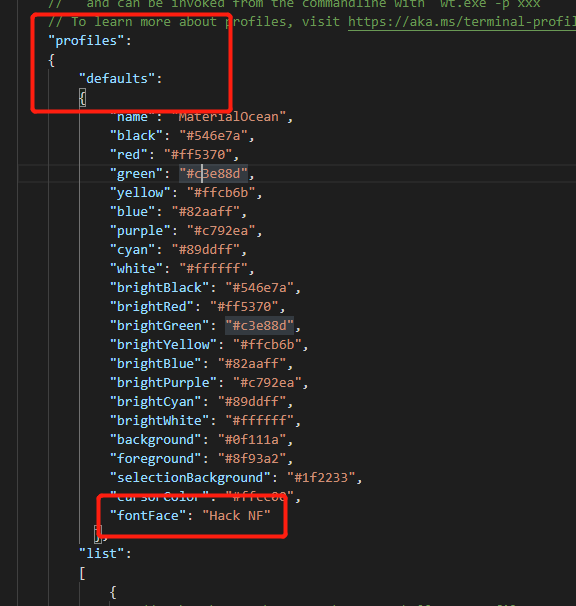 // and can be invoked from the commandline with `wt.exe -p xxx`
// To learn more about profiles, visit https://aka.ms/terminal-profil
"profiles":
{
"defaults":
{
"name": "MaterialOcean",
"black": "#546e7a",
"red": "#ff5370",
"green": "#c3e88d",
"yellow": "#ffcb6b",
"blue": "#82aaff",
"purple": "#c792ea",
"cyan": "#89ddff",
"white": "#ffffff",
"brightBlack": "#546e7a",
"brightRed": "#ff5370",
"brightGreen": "#c3e88d",
"brightYellow": "#ffcb6b",
"brightBlue": "#82aaff",
"brightPurple": "#c792ea",
"brightCyan": "#89ddff",
"brightWhite": "#ffffff",
"background": "#0f111a",
"foreground": "#8f93a2",
"selectionBackground": "#1f2233",
"cursorColor": "#ffcc00",
"fontFace": "Hack NF"
},
"list":
[
{